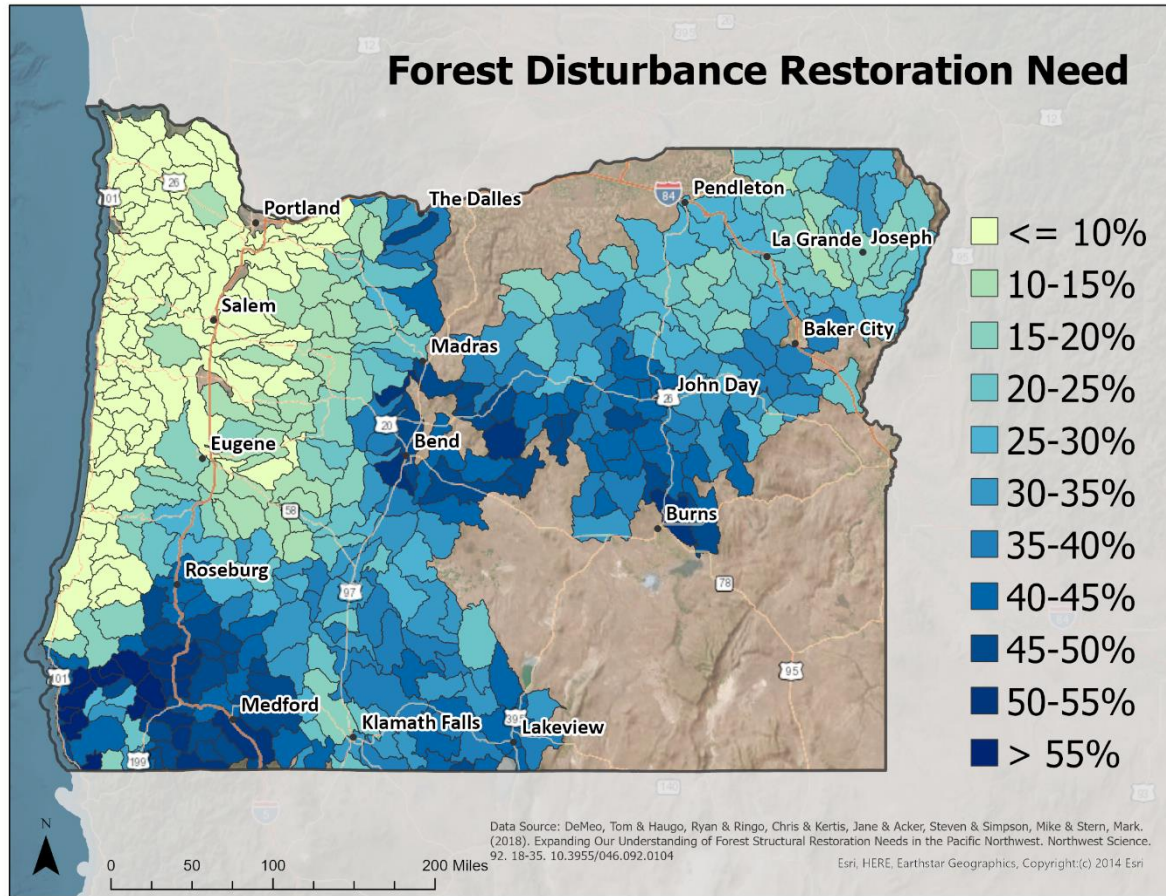 Forest Disturbance Restoration Need
101
26
Portland
The Dalles
84
Pendleton
La Grande
Joseph
Salem
Baker City
Madras
John Day
26
20
Bend
Eugene
58
Burns
Roseburg
97
78
95
101
Medford
Klamath Falls
395
Lakeview
199
<= 10%
10-15%
15-20%
20-25%
25-30%
30-35%
35-40%
40-45%
45-50%
50-55%
> 55%
N
0 50 100 200 Miles
Data Source: DeMeo, Tom & Haugo, Ryan & Ringo, Chris & Kertis, Jane & Acker, Steven & Simpson, Mike & Stern, Mark.
(2018). Expanding Our Understanding of Forest Structural Restoration Needs in the Pacific Northwest. Northwest Science.
92. 18-35. 10.3955/046.092.0104
Esri, HERE, Earthstar Geographics, Copyright:(c) 2014 Esri